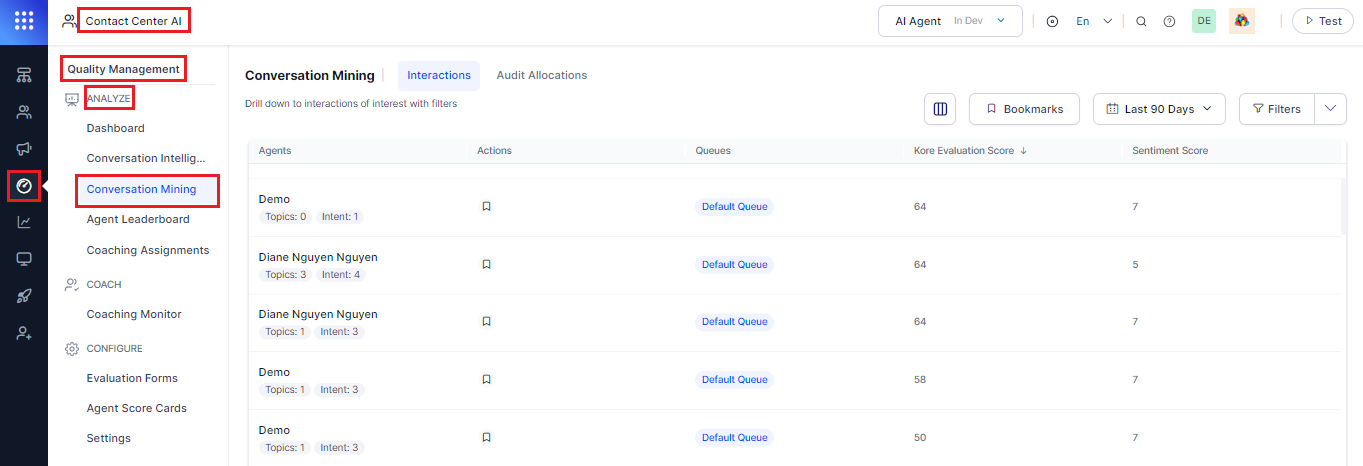 Contact Center AI
AI Agent In Dev
En
DE
Test
Quality Management
ANALYZE
Dashboard
Conversation Intellig...
Conversation Mining
Agent Leaderboard
Coaching Assignments
COACH
Coaching Monitor
CONFIGURE
Evaluation Forms
Agent Score Cards
Settings
Conversation Mining Interactions Audit Allocations
Drill down to interactions of interest with filters
Bookmarks Last 90 Days Filters
Agents Actions Queues Kore Evaluation Score ↓ Sentiment Score
Demo
Topics: 0 Intent: 1
Default Queue 64 7
Diane Nguyen Nguyen
Topics: 3 Intent: 4
Default Queue 64 5
Diane Nguyen Nguyen
Topics: 1 Intent: 3
Default Queue 64 7
Demo
Topics: 1 Intent: 3
Default Queue 58 7
Demo
Topics: 1 Intent: 3
Default Queue 50 7